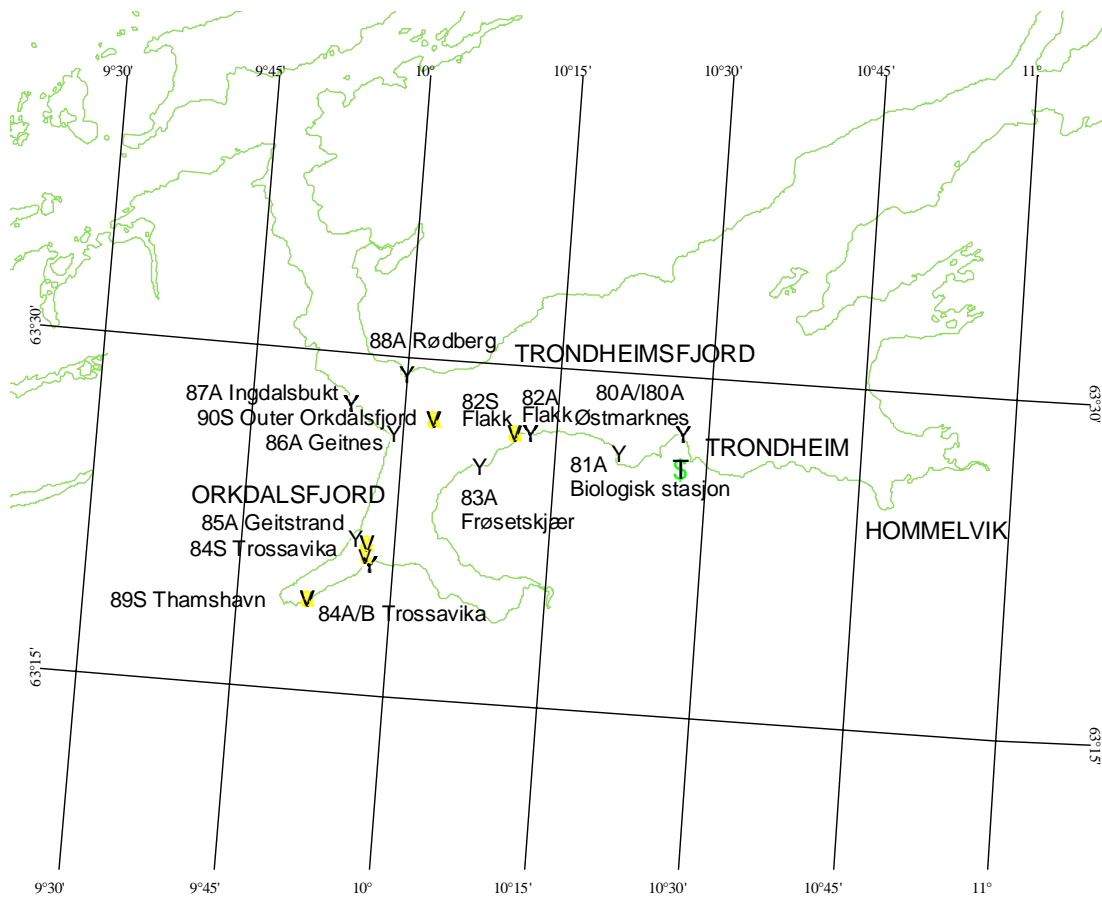 9°30'
9°45'
10°
10°15'
10°30'
10°45'
11°
63°30'
88A Rødberg
TRONDHEIMSFJORD
87A Ingdalsbukt
82S
82A
80A/I80A
63°30'
90S Outer Orkdalsfjord
Flakk
Flakk
Østmarknes
86A Geitnes
TRONDHEIM
81A
Biologisk stasjon
ORKDALSFJORD
83A
Frøsetskjær
85A Geitstrand
HOMMELVIK
84S Trossavika
89S Thamshavn
84A/B Trossavika
63°15'
63°15'
9°30'
9°45'
10°
10°15'
10°30'
10°45'
11°